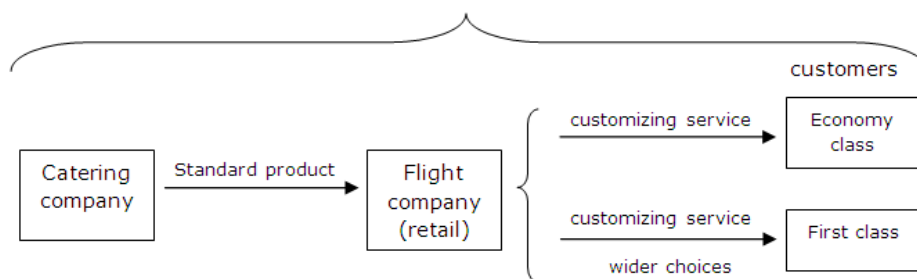 customers
Catering
company
Standard product
Flight
company
(retail)
customizing service
Economy
class
customizing service
wider choices
First class